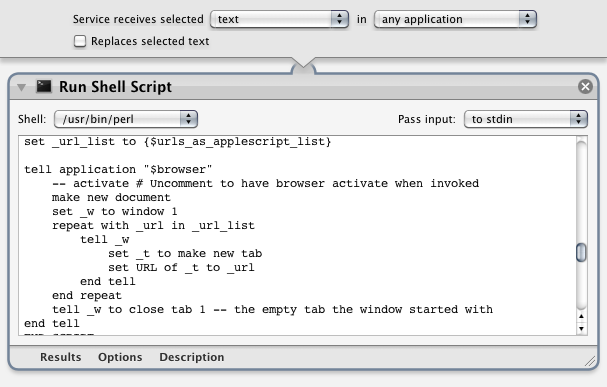 Service receives selected text in any application
Replaces selected text
Run Shell Script
Shell: /usr/bin/perl Pass input: to stdin
set _url_list to {$urls_as_applescript_list}
tell application "$browser"
-- activate # Uncomment to have browser activate when invoked
make new document
set _w to window 1
repeat with _url in _url_list
tell _w
set _t to make new tab
set URL of _t to _url
end tell
end repeat
tell _w to close tab 1 -- the empty tab the window started with
end tell
Results Options Description